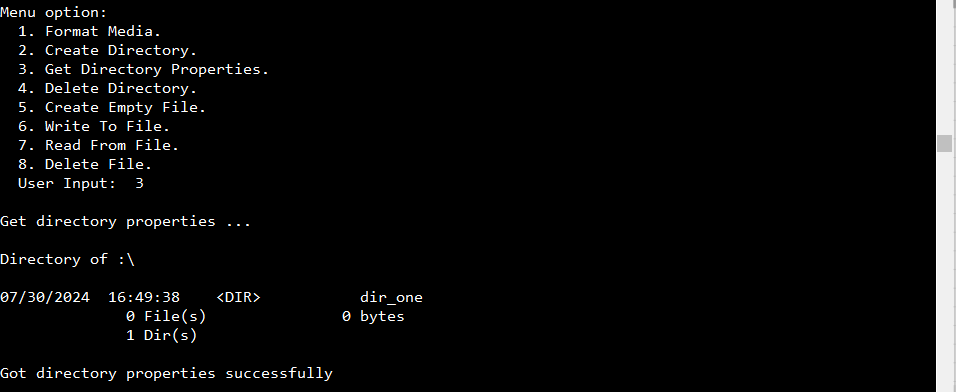 Menu option:
  1. Format Media.
  2. Create Directory.
  3. Get Directory Properties.
  4. Delete Directory.
  5. Create Empty File.
  6. Write To File.
  7. Read From File.
  8. Delete File.
  User Input:  3
Get directory properties ...
Directory of :\
07/30/2024  16:49:38    <DIR>           dir_one
              0 File(s)               0 bytes
              1 Dir(s)
Got directory properties successfully